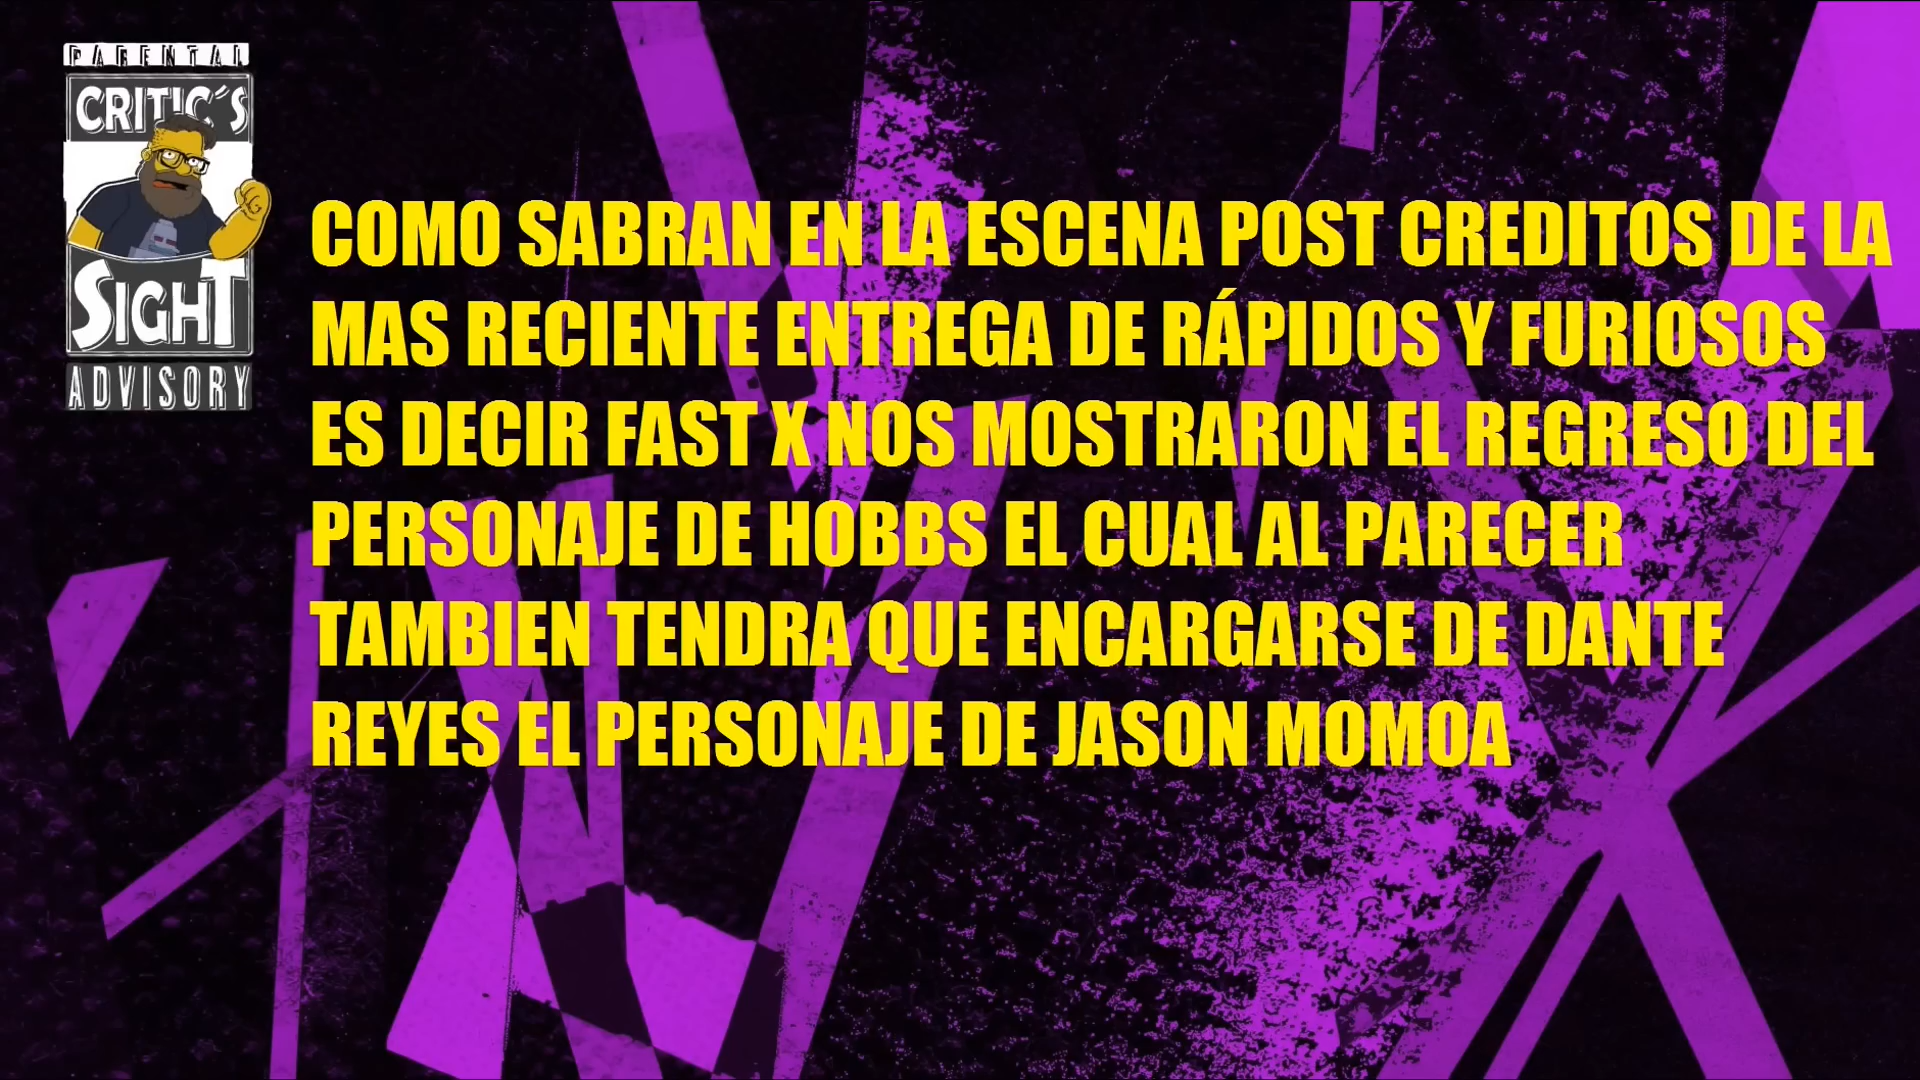 PARENTAL
CRITIC´S
SIGHT
ADVISORY
COMO SABRAN EN LA ESCENA POST CREDITOS DE LA
MAS RECIENTE ENTREGA DE RÁPIDOS Y FURIOSOS
ES DECIR FAST X NOS MOSTRARON EL REGRESO DEL
PERSONAJE DE HOBBS EL CUAL AL PARECER
TAMBIEN TENDRA QUE ENCARGARSE DE DANTE
REYES EL PERSONAJE DE JASON MOMOA